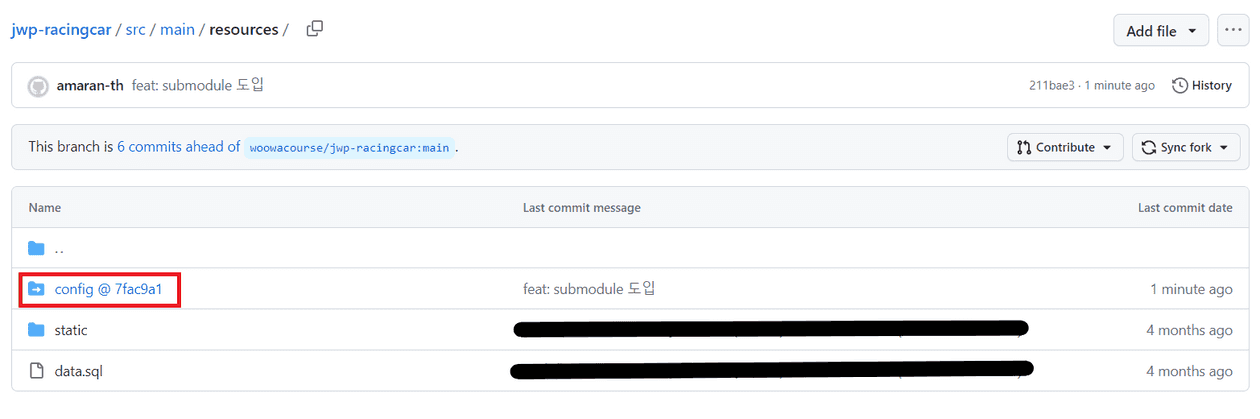 jwp-racingcar / src / main / resources /
Add file
amaran-th feat: submodule 도입
211bae3 · 1 minute ago
History
This branch is 6 commits ahead of woowacourse/jwp-racingcar:main .
Contribute
Sync fork
Name Last commit message Last commit date
..
config @ 7fac9a1 feat: submodule 도입 1 minute ago
static 4 months ago
data.sql 4 months ago